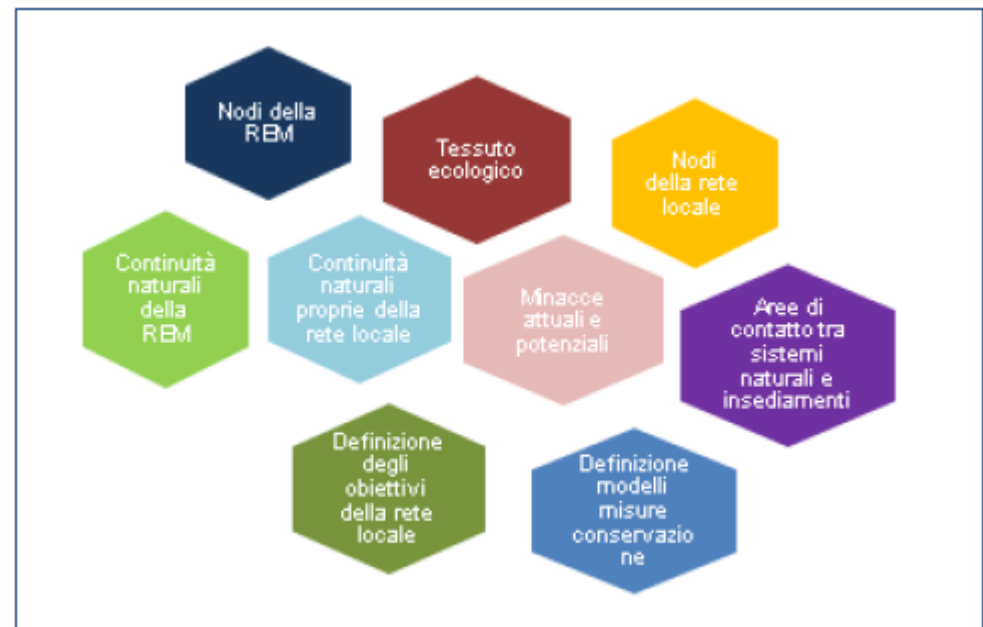 Nodi della
REM
Tessuto
ecologico
Nodi
della rete
locale
Continuità
naturali
della
REM
Continuità
naturali
proprie della
rete locale
Minacce
attuali e
potenziali
Aree di
contatto tra
sistemi
naturali e
insediamenti
Definizione
degli
obiettivi
della rete
locale
Definizione
modelli
misure
conservazio
ne